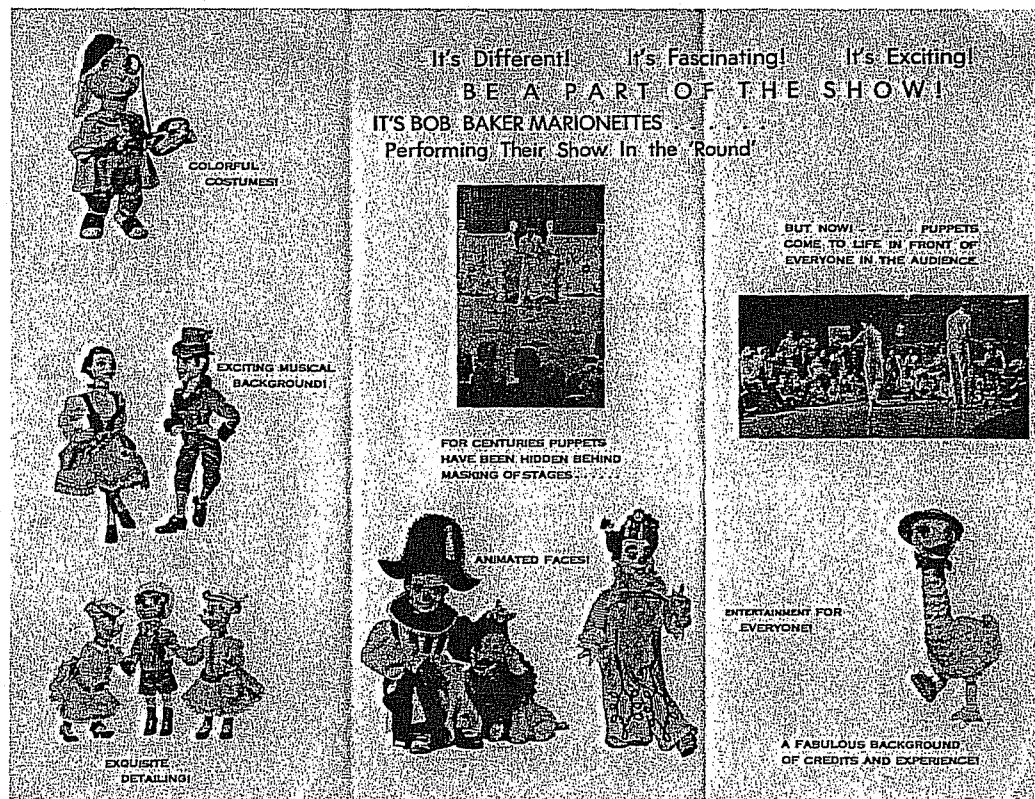 It's Different! It's Fascinating! It's Exciting!
BE A PART OF THE SHOW!
IT'S BOB BAKER MARIONETTES . . . . .
Performing Their Show In the 'Round'
COLORFUL
COSTUMES!
EXCITING MUSICAL
BACKGROUND!
EXQUISITE
DETAILING!
FOR CENTURIES PUPPETS
HAVE BEEN HIDDEN BEHIND
MASKING OF STAGES . . . . . .
ANIMATED FACES!
BUT NOW! . . . . . . PUPPETS
COME TO LIFE IN FRONT OF
EVERYONE IN THE AUDIENCE.
ENTERTAINMENT FOR
EVERYONE!
A FABULOUS BACKGROUND
OF CREDITS AND EXPERIENCE!